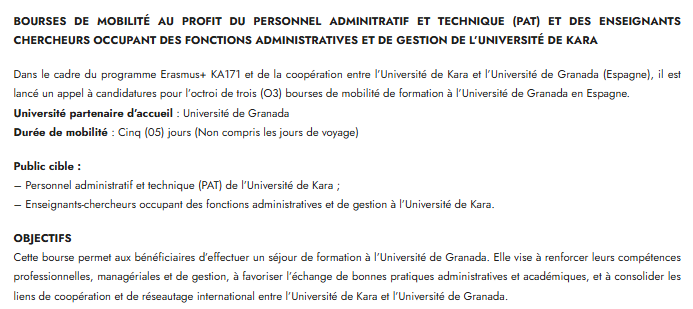 BOURSES DE MOBILITÉ AU PROFIT DU PERSONNEL ADMINITRATIF ET TECHNIQUE (PAT) ET DES ENSEIGNANTS
CHERCHEURS OCCUPANT DES FONCTIONS ADMINISTRATIVES ET DE GESTION DE L’UNIVERSITÉ DE KARA
Dans le cadre du programme Erasmus+ KA171 et de la coopération entre l’Université de Kara et l’Université de Granada (Espagne), il est
lancé un appel à candidatures pour l’octroi de trois (O3) bourses de mobilité de formation à l’Université de Granada en Espagne.
Université partenaire d’accueil : Université de Granada
Durée de mobilité : Cinq (05) jours (Non compris les jours de voyage)
Public cible :
– Personnel administratif et technique (PAT) de l’Université de Kara ;
– Enseignants-chercheurs occupant des fonctions administratives et de gestion à l’Université de Kara.
OBJECTIFS
Cette bourse permet aux bénéficiaires d’effectuer un séjour de formation à l’Université de Granada. Elle vise à renforcer leurs compétences
professionnelles, managériales et de gestion, à favoriser l’échange de bonnes pratiques administratives et académiques, et à consolider les
liens de coopération et de réseautage international entre l’Université de Kara et l’Université de Granada.